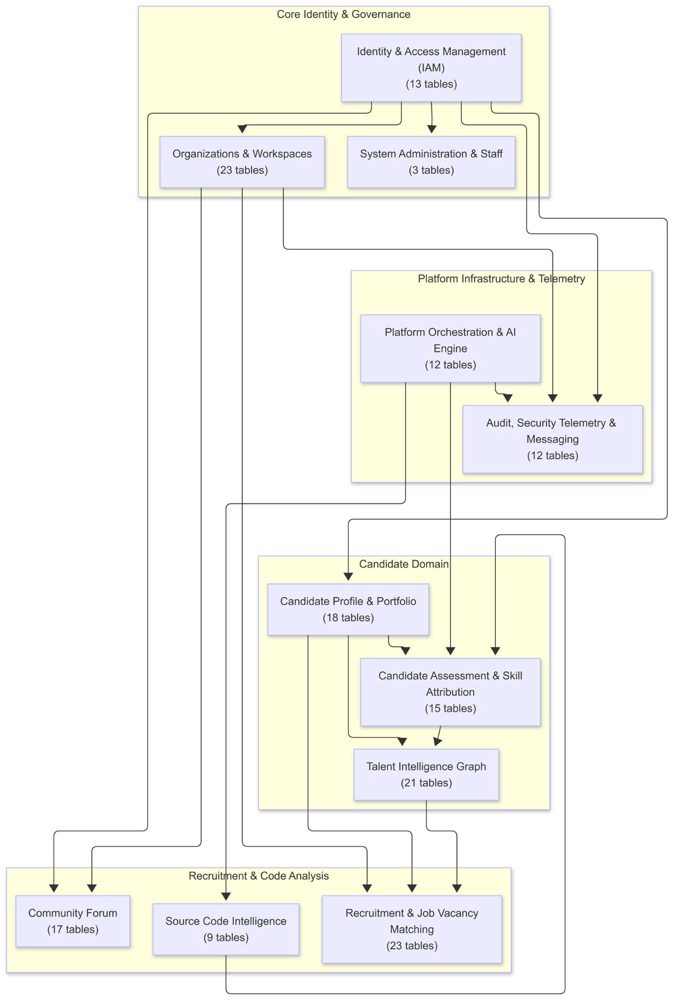 Core Identity & Governance
Identity & Access Management
(IAM)
(13 tables)
Organizations & Workspaces
(23 tables)
System Administration & Staff
(3 tables)
Platform Infrastructure & Telemetry
Platform Orchestration & AI
Engine
(12 tables)
Audit, Security Telemetry &
Messaging
(12 tables)
Candidate Domain
Candidate Profile & Portfolio
(18 tables)
Candidate Assessment & Skill
Attribution
(15 tables)
Talent Intelligence Graph
(21 tables)
Recruitment & Code Analysis
Community Forum
(17 tables)
Source Code Intelligence
(9 tables)
Recruitment & Job Vacancy
Matching
(23 tables)